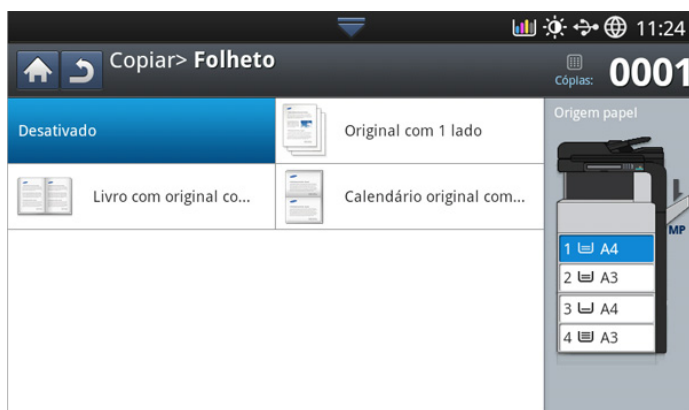 11:24
Copiar> Folheto
Cópias: 0001
Desativado
Original com 1 lado
Livro com original co...
Calendário original com...
Origem papel
MP
1 A4
2 A3
3 A4
4 A3